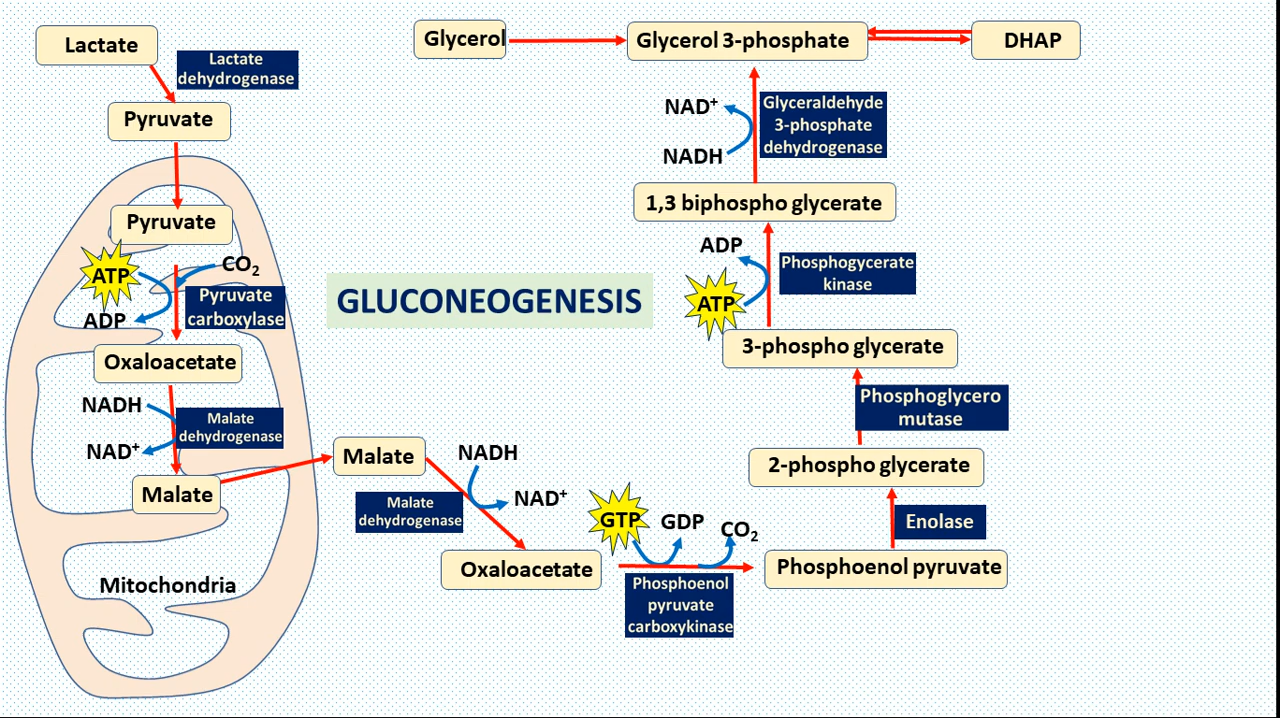 Lactate
Lactate
dehydrogenase
Pyruvate
Pyruvate
ATP
CO2
ADP
Pyruvate
carboxylase
Oxaloacetate
NADH
Malate
dehydrogenase
NAD+
Malate
Mitochondria
GLUCONEOGENESIS
Malate
NADH
Malate
dehydrogenase
NAD+
Oxaloacetate
GTP
GDP
CO2
Phosphoenol
pyruvate
carboxykinase
Phosphoenol pyruvate
Enolase
2-phospho glycerate
Phosphoglycero
mutase
3-phospho glycerate
ATP
ADP
Phosphogycerate
kinase
1,3 biphospho glycerate
NADH
NAD+
Glyceraldehyde
3-phosphate
dehydrogenase
Glycerol
Glycerol 3-phosphate
DHAP